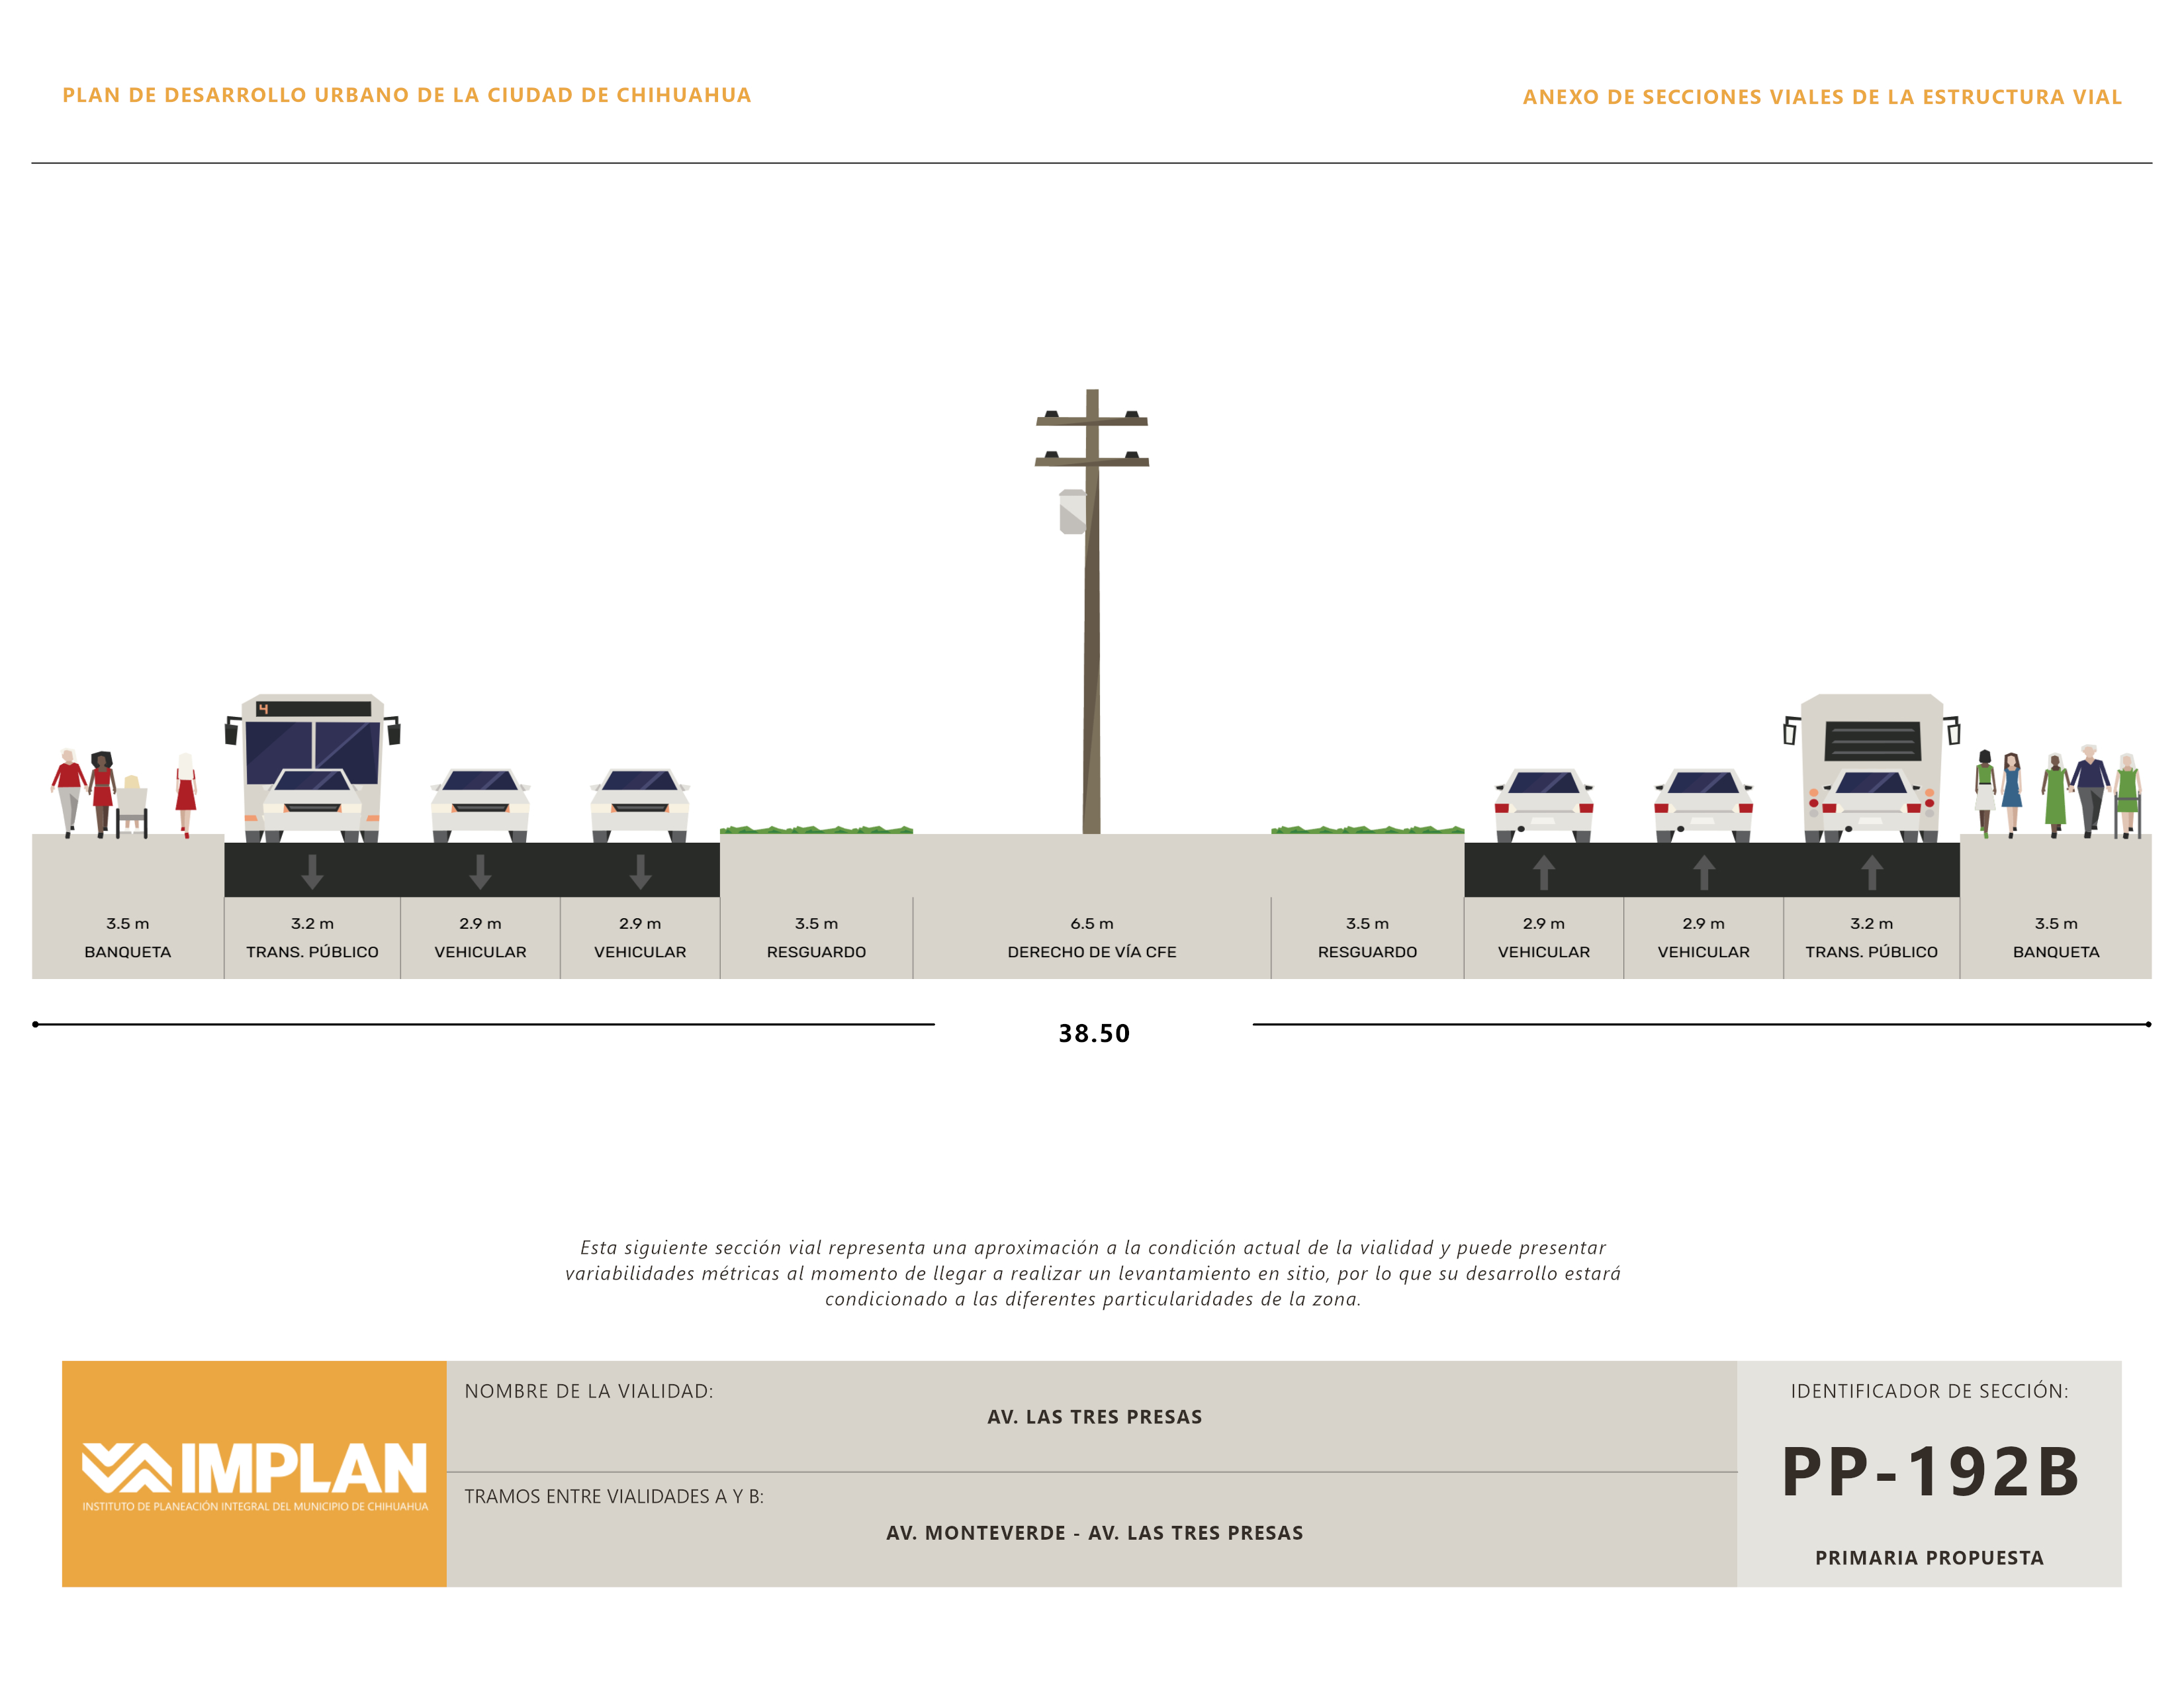 PLAN DE DESARROLLO URBANO DE LA CIUDAD DE CHIHUAHUA
ANEXO DE SECCIONES VIALES DE LA ESTRUCTURA VIAL
4
3.5 m 3.2 m 2.9 m 2.9 m 3.5 m 6.5 m 3.5 m 2.9 m 2.9 m 3.2 m 3.5 m
BANQUETA TRANS. PÚBLICO VEHICULAR VEHICULAR RESGUARDO DERECHO DE VÍA CFE RESGUARDO VEHICULAR VEHICULAR TRANS. PÚBLICO BANQUETA
38.50
Esta siguiente sección vial representa una aproximación a la condición actual de la vialidad y puede presentar
variabilidades métricas al momento de llegar a realizar un levantamiento en sitio, por lo que su desarrollo estará
condicionado a las diferentes particularidades de la zona.
IMPLAN
INSTITUTO DE PLANEACIÓN INTEGRAL DEL MUNICIPIO DE CHIHUAHUA
NOMBRE DE LA VIALIDAD:
AV. LAS TRES PRESAS
TRAMOS ENTRE VIALIDADES A Y B:
AV. MONTEVERDE - AV. LAS TRES PRESAS
IDENTIFICADOR DE SECCIÓN:
PP-192B
PRIMARIA PROPUESTA